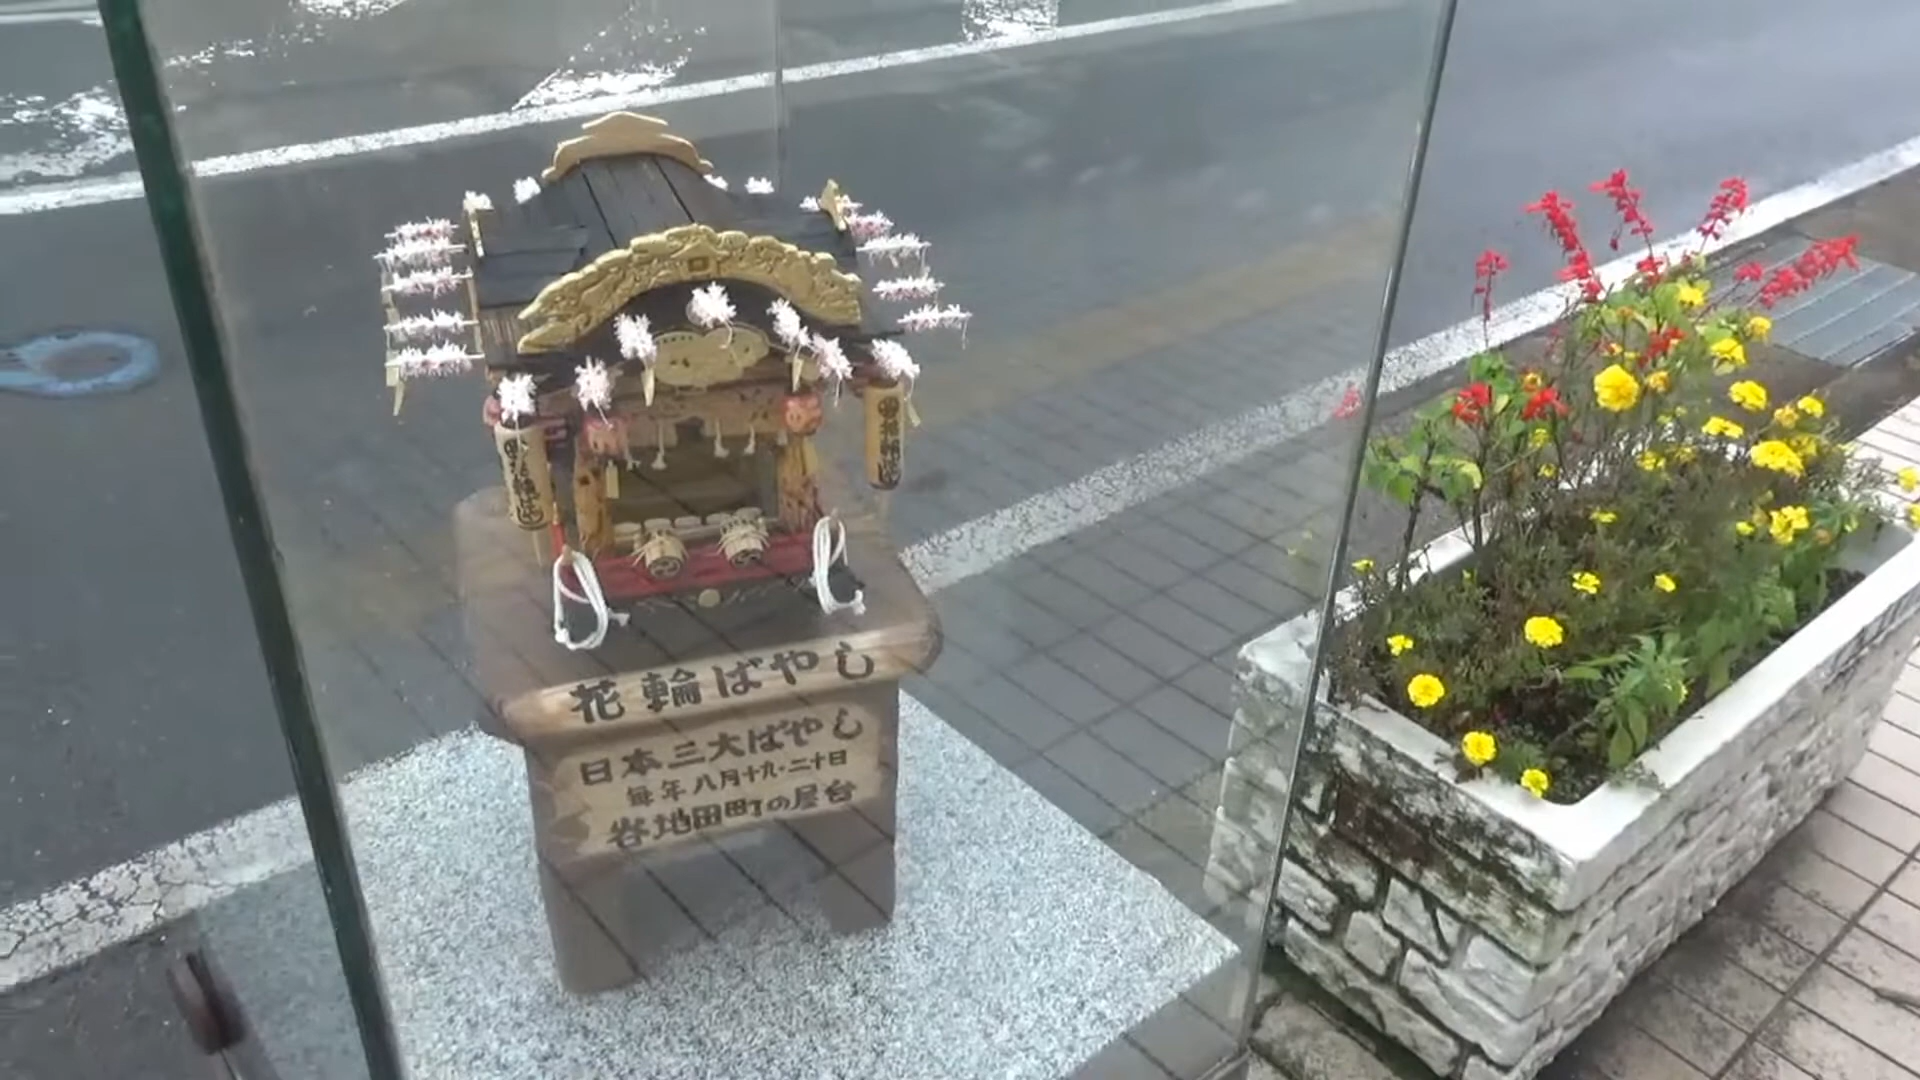 花輪ばやし
日本三大ばやし
毎年八月十九・二十日
谷地田町の屋台